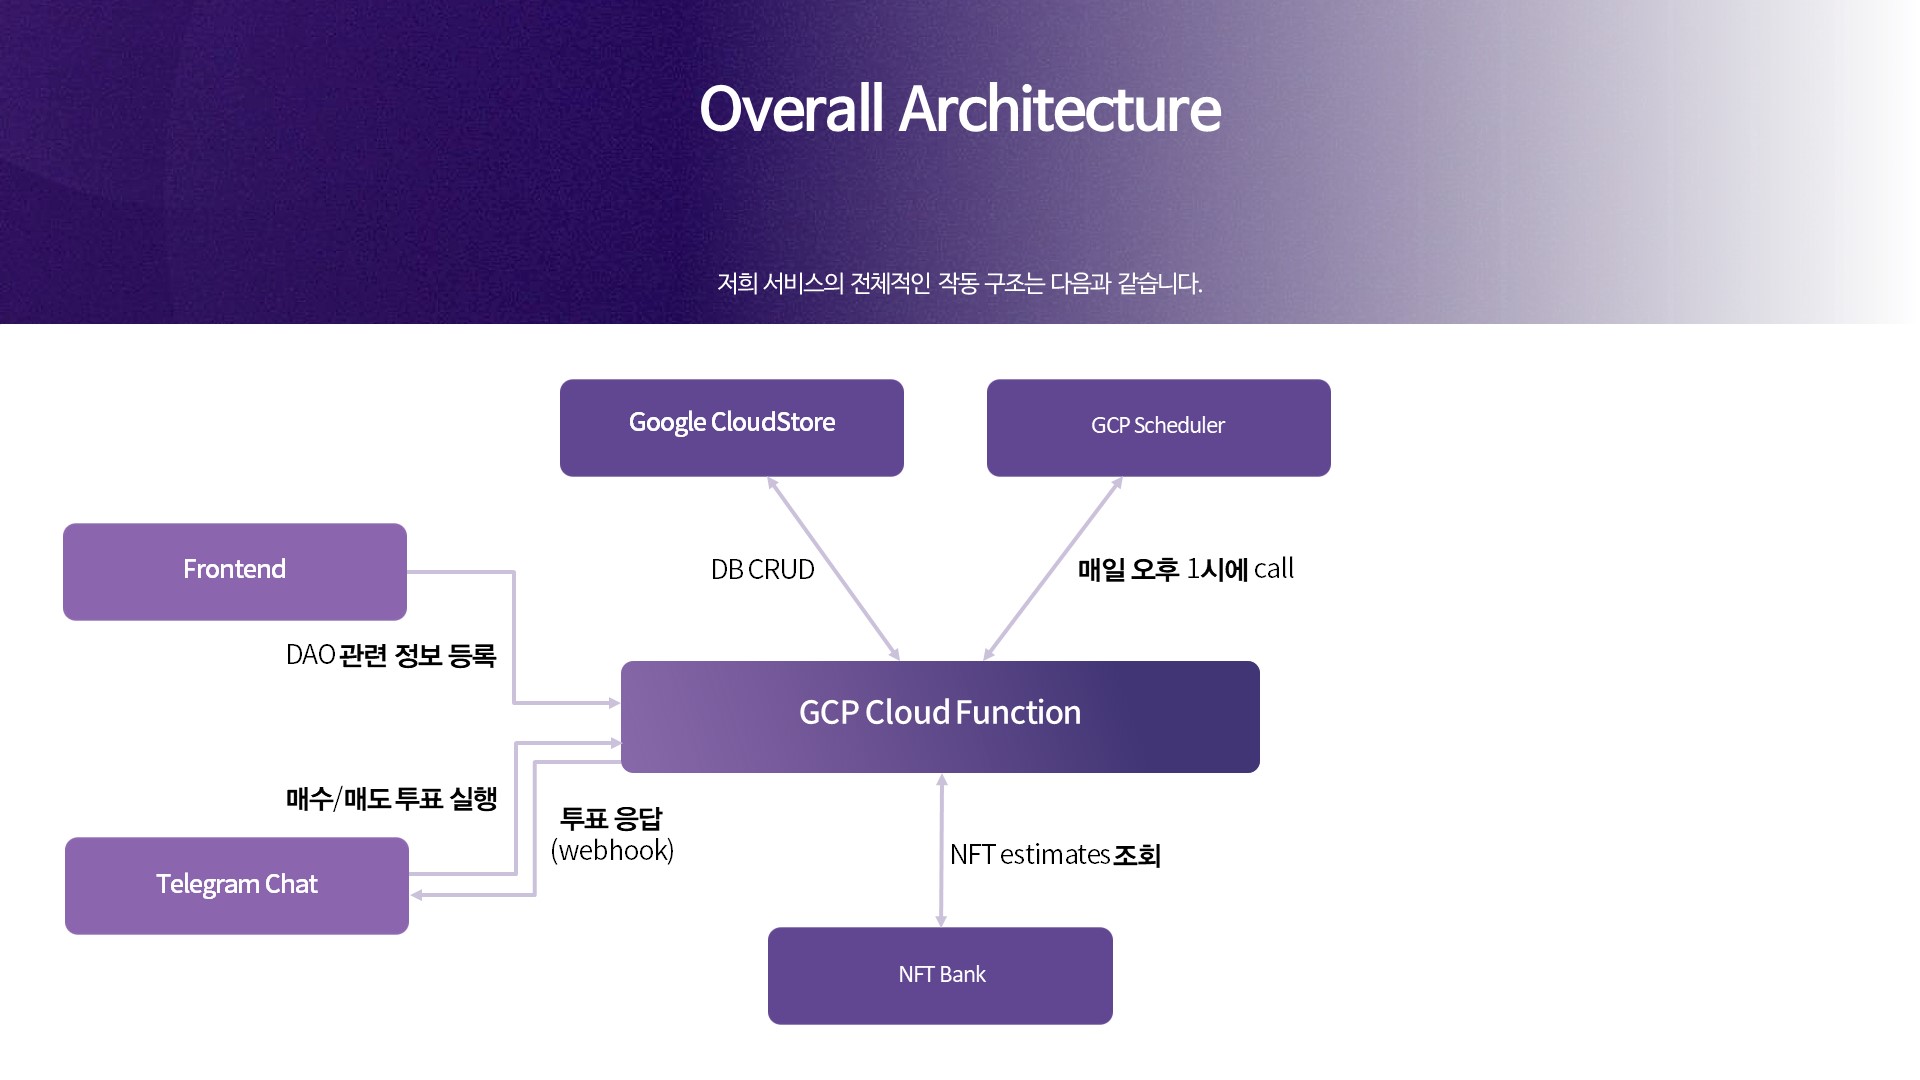 Overall Architecture
저희 서비스의 전체적인 작동 구조는 다음과 같습니다.
Google CloudStore
GCP Scheduler
Frontend
DB CRUD
매일 오후 1시에 call
DAO 관련 정보 등록
GCP Cloud Function
매수/매도 투표 실행
투표 응답
(webhook)
NFT estimates 조회
Telegram Chat
NFT Bank